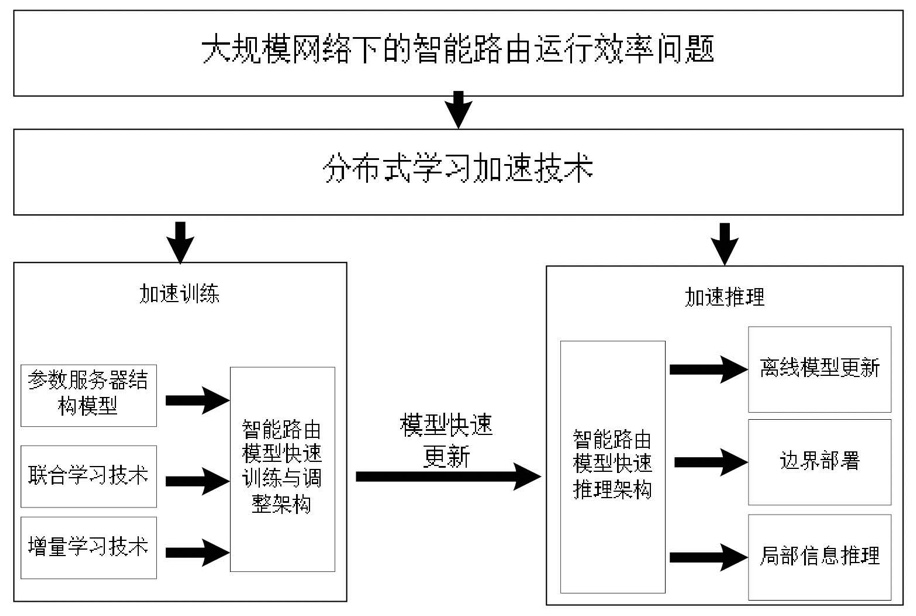 大规模网络下的智能路由运行效率问题
分布式学习加速技术
加速训练
参数服务器结
构模型
联合学习技术
增量学习技术
智能路由
模型快速
训练与调
整架构
模型快速
更新
加速推理
智能路由
模型快速
推理架构
离线模型更新
边界部署
局部信息推理